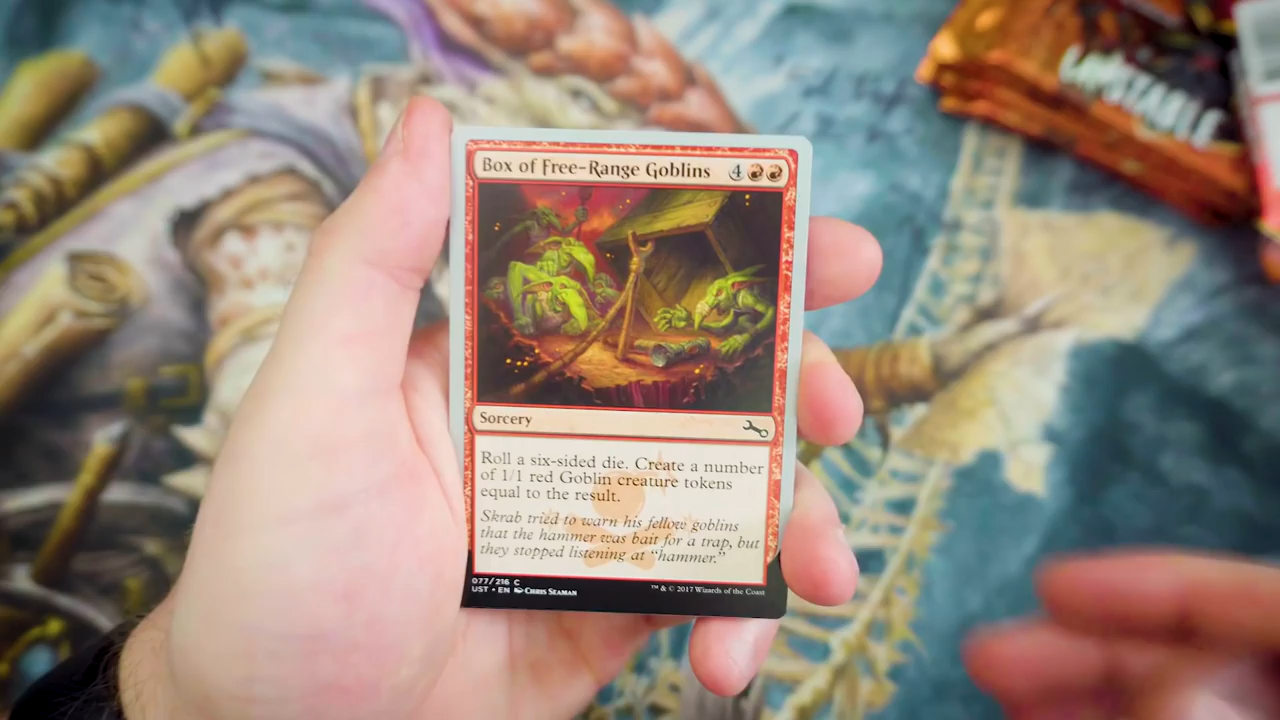 UNSTABLE
Box of Free-Range Goblins 4
Sorcery
Roll a six-sided die. Create a number
of 1/1 red Goblin creature tokens
equal to the result.
Skrab tried to warn his fellow goblins
that the hammer was bait for a trap, but
they stopped listening at “hammer.”
077/216 C
UST • EN Chris Seaman
™ & © 2017 Wizards of the Coast